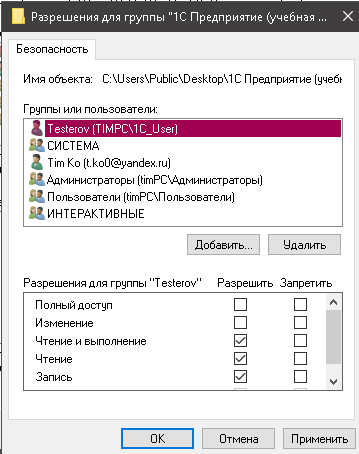 Разрешения для группы "1С Предприятие (учебная ...
Безопасность
Имя объекта: C:\Users\Public\Desktop\1С Предприятие (учеб
Группы или пользователи:
Testerov (TIMPC\1C_User)
СИСТЕМА
Tim Ko (t.ko0@yandex.ru)
Администраторы (timPC\Администраторы)
Пользователи (timPC\Пользователи)
ИНТЕРАКТИВНЫЕ
Добавить... Удалить
Разрешения для группы "Testerov" Разрешить Запретить
Полный доступ
Изменение
Чтение и выполнение
Чтение
Запись
ОК Отмена Применить